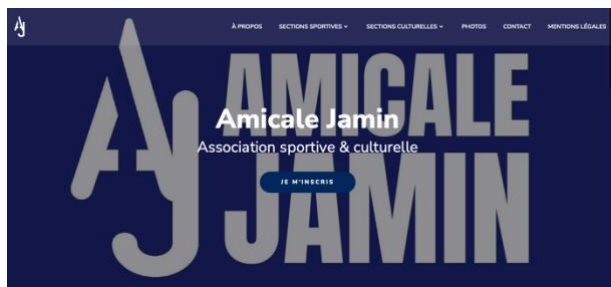 AJ
À PROPOS SECTIONS SPORTIVES SECTIONS CULTURELLES PHOTOS CONTACT MENTIONS LÉGALES
AJ AMICALE
JAMIN
Amicale Jamin
Association sportive & culturelle
JE M'INSCRIS